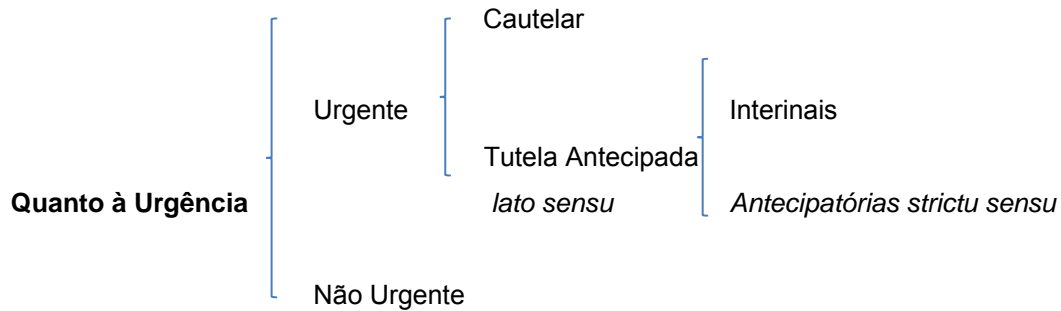 Cautelar
Urgente Interinais
Tutela Antecipada
Quanto à Urgência lato sensu Antecipatórias strictu sensu
Não Urgente